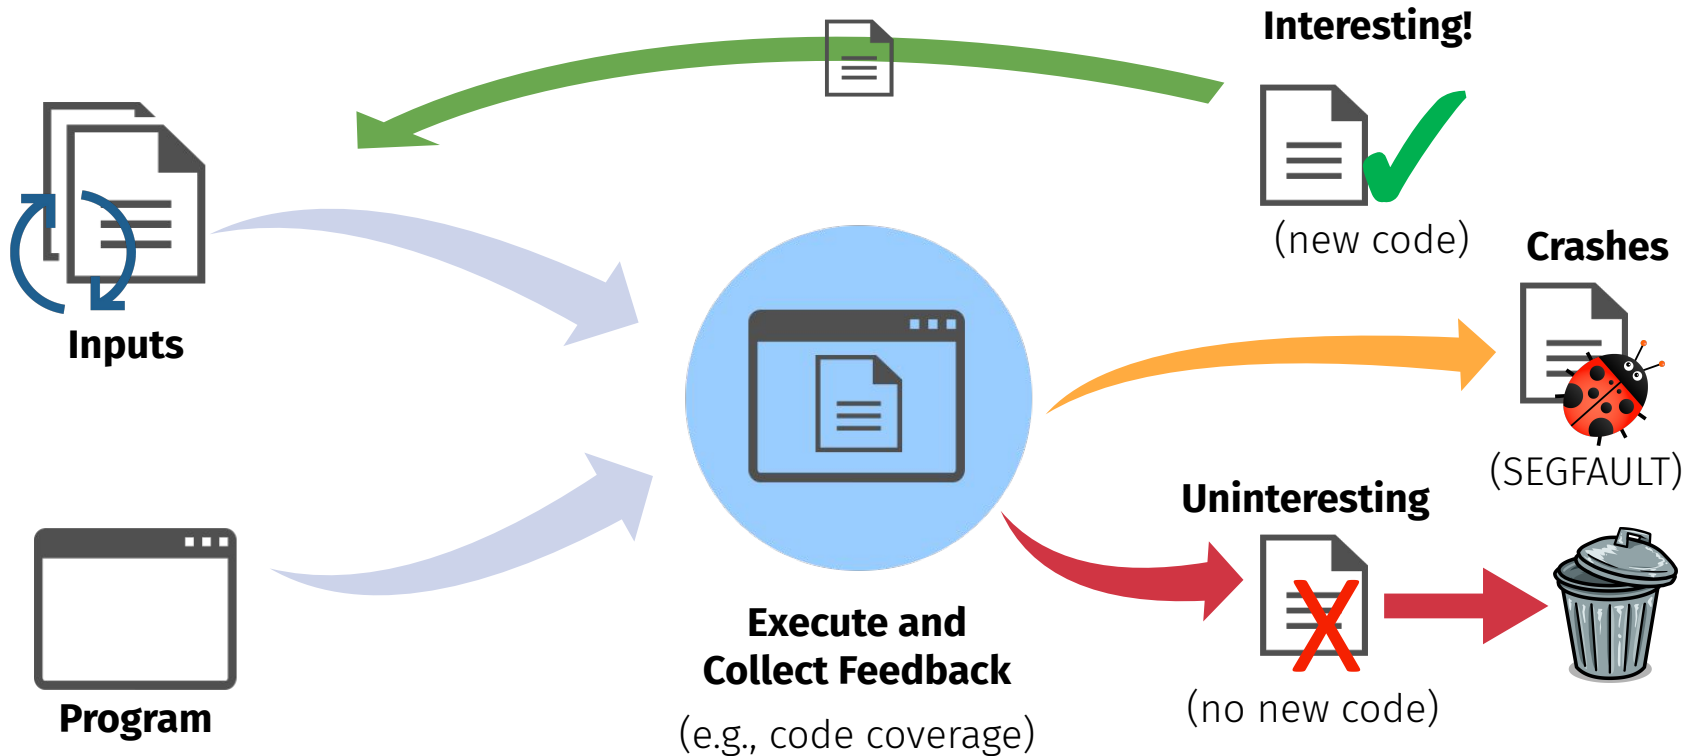 Interesting!
(new code)
Crashes
(SEGFAULT)
Inputs
Uninteresting
(no new code)
Execute and
Collect Feedback
(e.g., code coverage)
Program